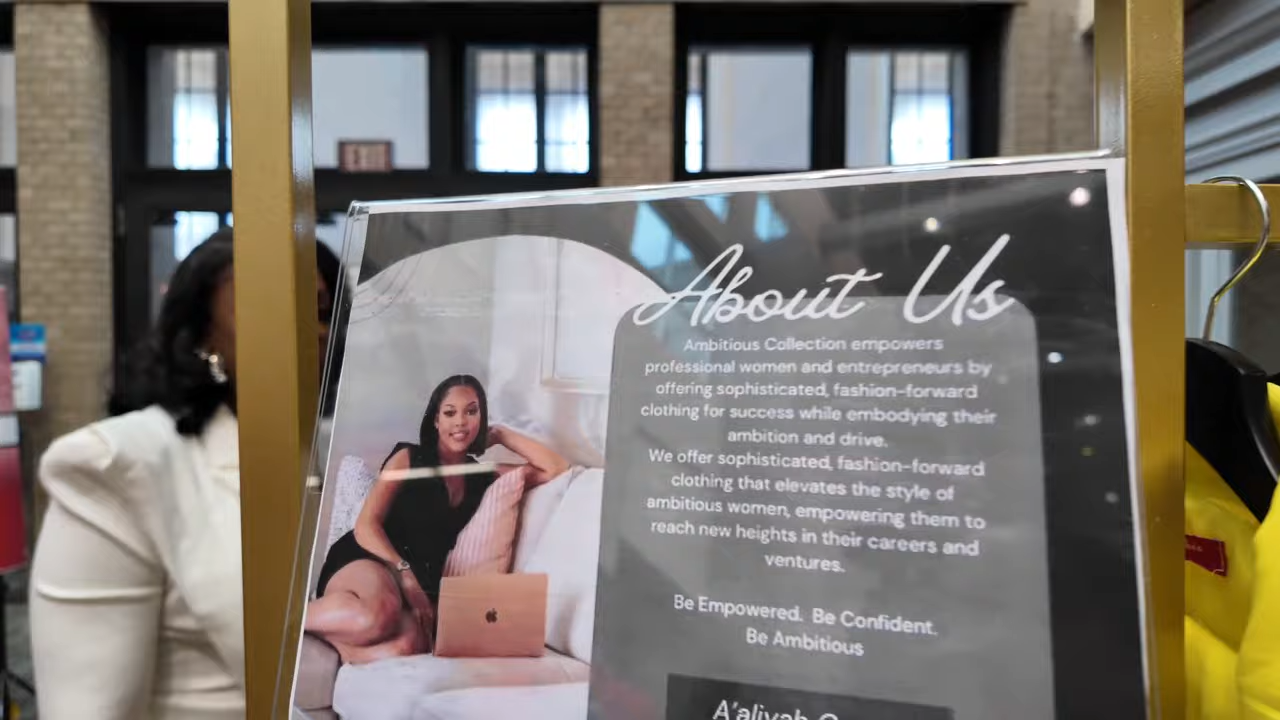 About Us
Ambitious Collection empowers
professional women and entrepreneurs by
offering sophisticated, fashion-forward
clothing for success while embodying their
ambition and drive.
We offer sophisticated, fashion-forward
clothing that elevates the style of
ambitious women, empowering them to
reach new heights in their careers and
ventures.
Be Empowered. Be Confident.
Be Ambitious
A'aliyah